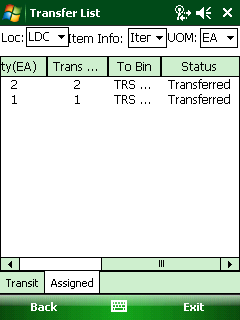 Transfer List
Loc: LDC Item Info: Iter UOM: EA
ty(EA) Trans ... To Bin Status
2 2 TRS ... Transferred
1 1 TRS ... Transferred
Transit Assigned
Back Exit